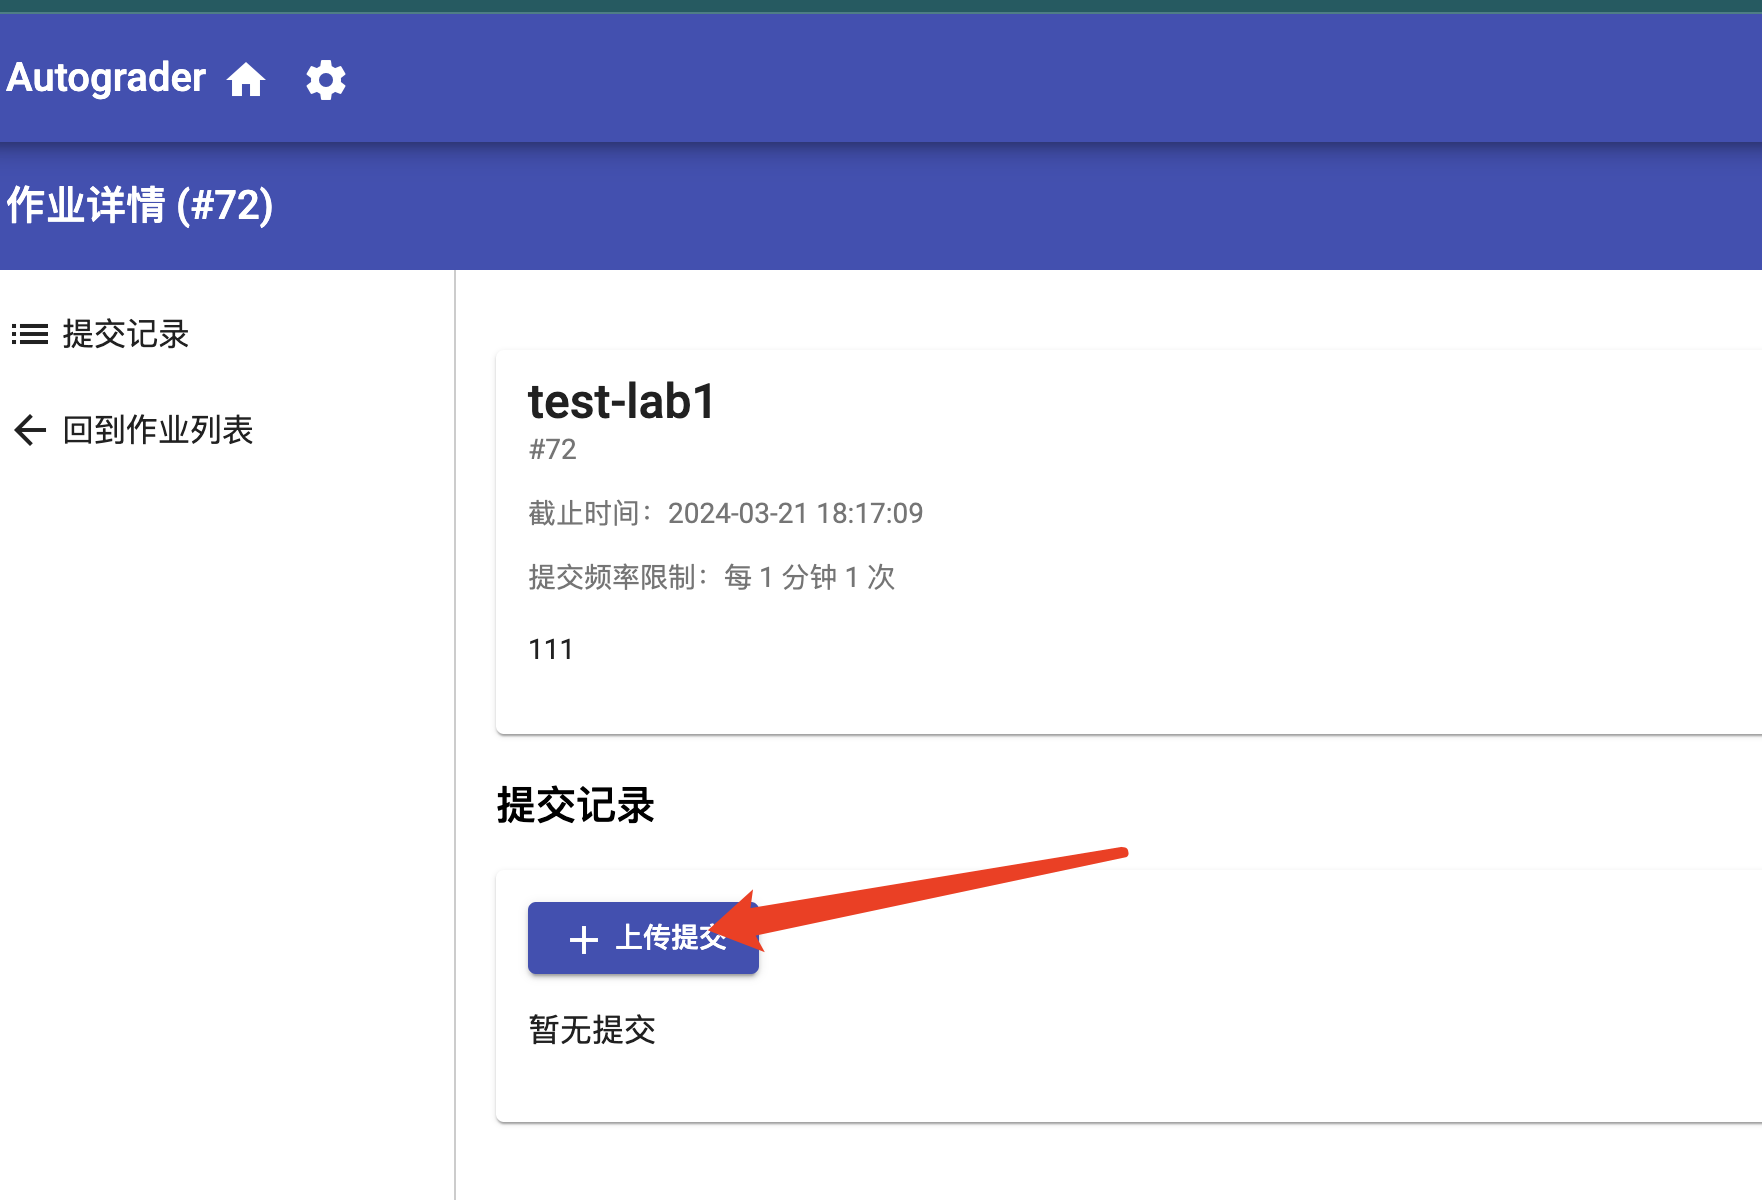 Autograder
作业详情 (#72)
提交记录
回到作业列表
test-lab1
#72
截止时间：2024-03-21 18:17:09
提交频率限制：每 1 分钟 1 次
111
提交记录
上传提交
暂无提交